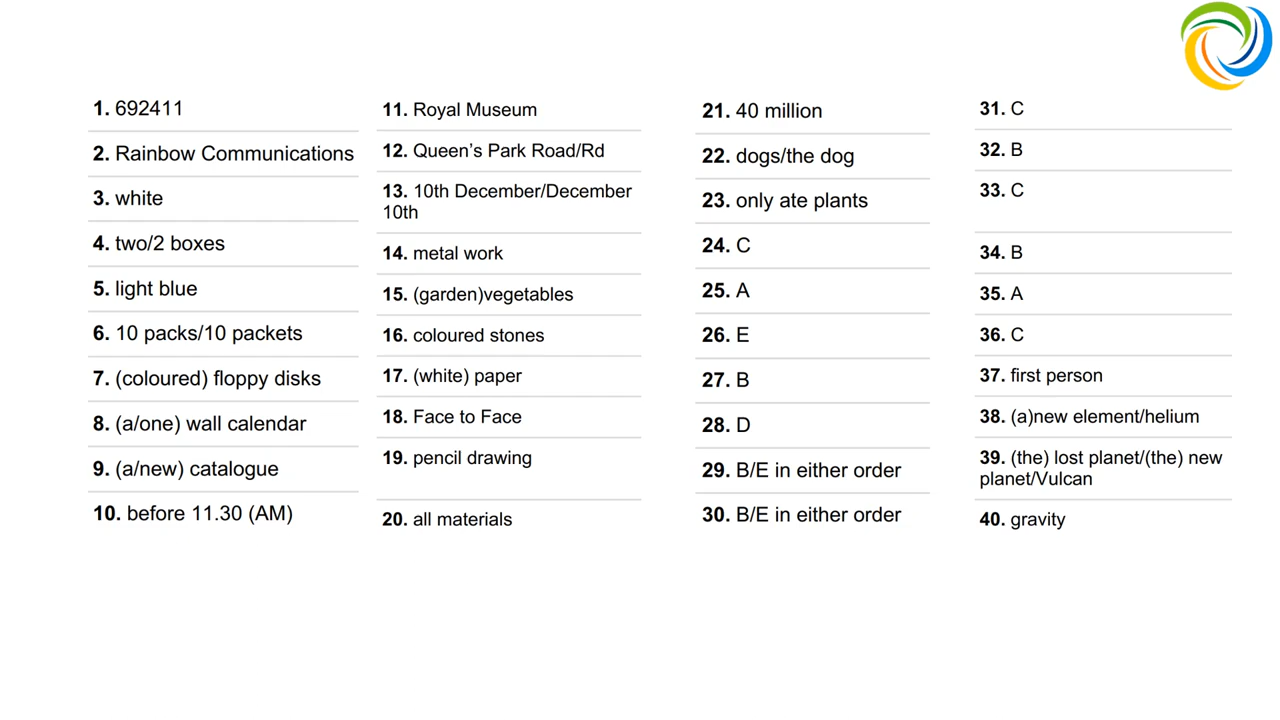 1. 692411
2. Rainbow Communications
3. white
4. two/2 boxes
5. light blue
6. 10 packs/10 packets
7. (coloured) floppy disks
8. (a/one) wall calendar
9. (a/new) catalogue
10. before 11.30 (AM)
11. Royal Museum
12. Queen’s Park Road/Rd
13. 10th December/December
10th
14. metal work
15. (garden)vegetables
16. coloured stones
17. (white) paper
18. Face to Face
19. pencil drawing
20. all materials
21. 40 million
22. dogs/the dog
23. only ate plants
24. C
25. A
26. E
27. B
28. D
29. B/E in either order
30. B/E in either order
31. C
32. B
33. C
34. B
35. A
36. C
37. first person
38. (a)new element/helium
39. (the) lost planet/(the) new
planet/Vulcan
40. gravity